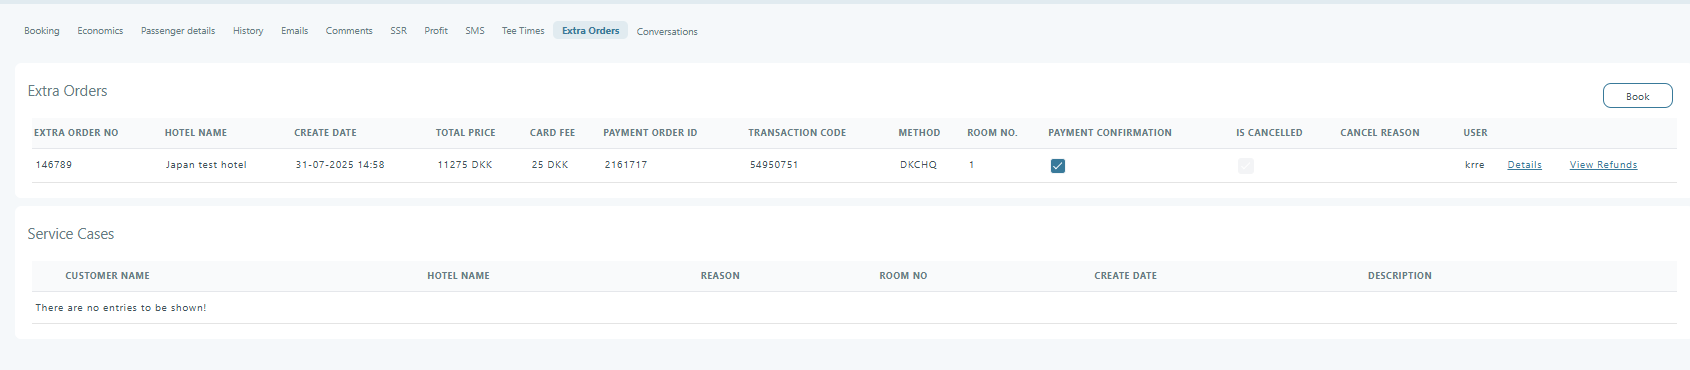 Booking Economics Passenger details History Emails Comments SSR Profit SMS Tee Times Extra Orders Conversations
Extra Orders
Book
EXTRA ORDER NO HOTEL NAME CREATE DATE TOTAL PRICE CARD FEE PAYMENT ORDER ID TRANSACTION CODE METHOD ROOM NO. PAYMENT CONFIRMATION IS CANCELLED CANCEL REASON USER
146789 Japan test hotel 31-07-2025 14:58 11275 DKK 25 DKK 2161717 54950751 DKCHQ 1 krre Details View Refunds
Service Cases
CUSTOMER NAME HOTEL NAME REASON ROOM NO CREATE DATE DESCRIPTION
There are no entries to be shown!